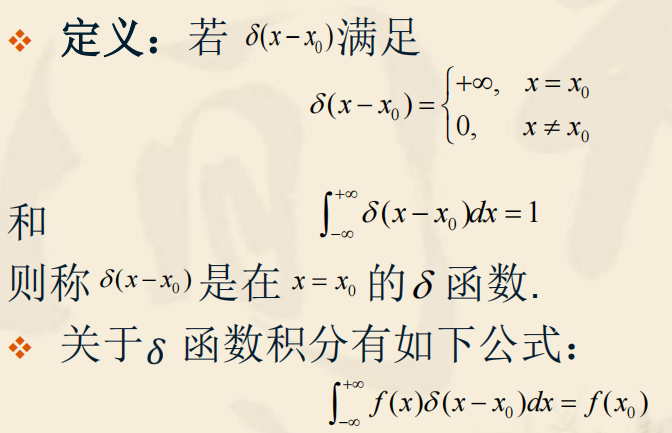 ❖ 定义：若 δ(x−x₀)满足
δ(x − x₀) = { +∞, x = x₀
0, x ≠ x₀
和 ∫_{−∞}^{+∞} δ(x − x₀)dx = 1
则称 δ(x−x₀) 是在 x = x₀ 的 δ 函数.
❖ 关于δ 函数积分有如下公式：
∫_{−∞}^{+∞} f(x)δ(x − x₀)dx = f(x₀)